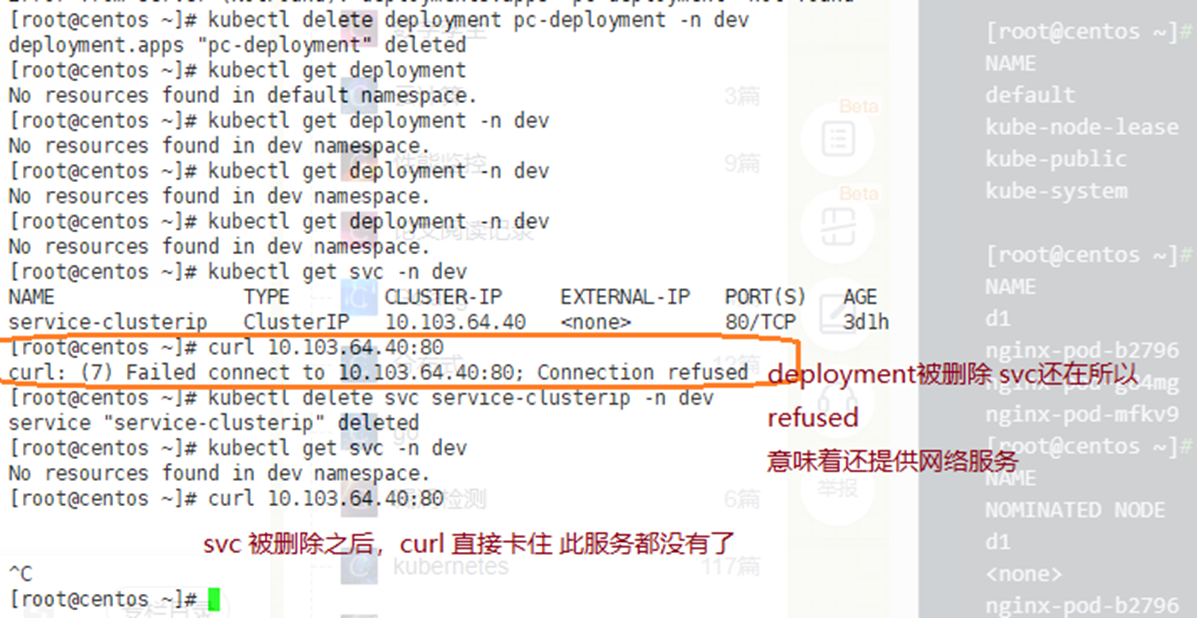 [root@centos ~]# kubectl delete deployment pc-deployment -n dev
deployment.apps "pc-deployment" deleted
[root@centos ~]# kubectl get deployment
No resources found in default namespace.
[root@centos ~]# kubectl get deployment -n dev
No resources found in dev namespace.
[root@centos ~]# kubectl get deployment -n dev
No resources found in dev namespace.
[root@centos ~]# kubectl get deployment -n dev
No resources found in dev namespace.
[root@centos ~]# kubectl get svc -n dev
NAME TYPE CLUSTER-IP EXTERNAL-IP PORT(S) AGE
service-clusterip ClusterIP 10.103.64.40 <none> 80/TCP 3d1h
[root@centos ~]# curl 10.103.64.40:80
curl: (7) Failed connect to 10.103.64.40:80; Connection refused
[root@centos ~]# kubectl delete svc service-clusterip -n dev
service "service-clusterip" deleted
[root@centos ~]# kubectl get svc -n dev
No resources found in dev namespace.
[root@centos ~]# curl 10.103.64.40:80
^C
[root@centos ~]#
deployment被删除 svc还在所以
refused
意味着还提供网络服务
svc 被删除之后，curl 直接卡住 此服务都没有了
3篇
性能监控
9篇
论文阅读记录
go
6篇
kubernetes
117篇
Beta
Beta
举报
[root@centos ~]#
NAME
default
kube-node-lease
kube-public
kube-system
[root@centos ~]#
NAME
d1
nginx-pod-b2796
nginx-pod-mfkv9
[root@centos ~]#
NAME
NOMINATED NODE
d1
<none>
nginx-pod-b2796